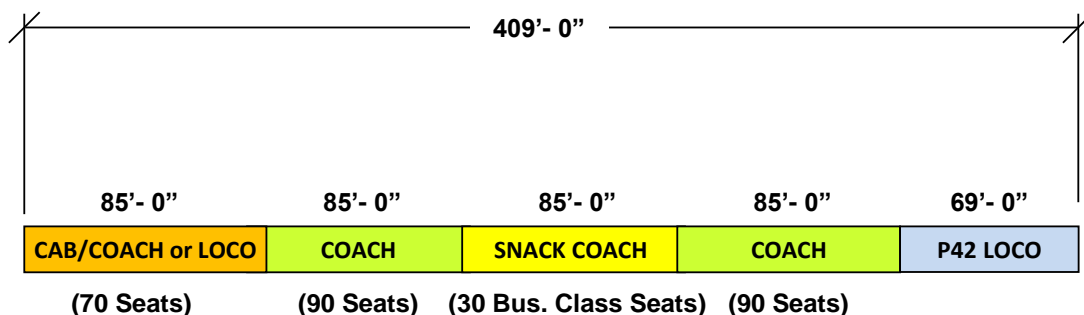 409’- 0”
85’- 0” 85’- 0” 85’- 0” 85’- 0” 69’- 0”
CAB/COACH or LOCO COACH SNACK COACH COACH P42 LOCO
(70 Seats) (90 Seats) (30 Bus. Class Seats) (90 Seats)